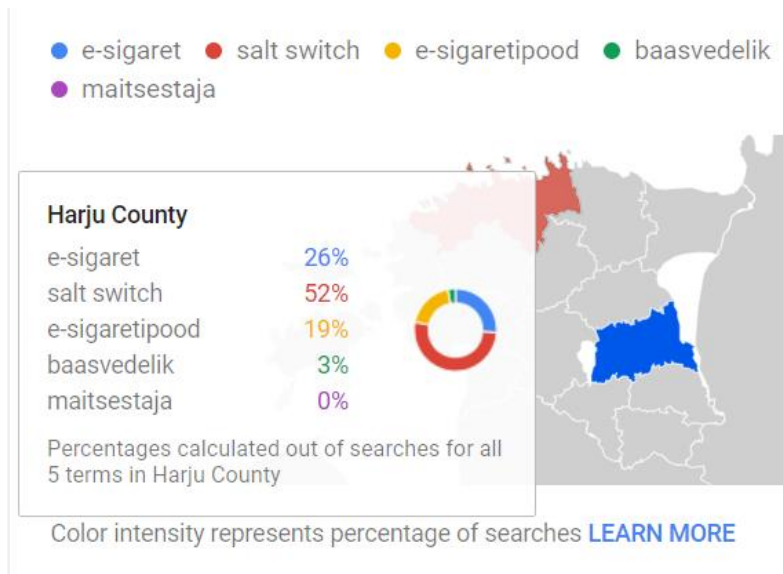 e-sigaret salt switch e-sigaretipood baasvedelik
maitsestaja
Harju County
e-sigaret 26%
salt switch 52%
e-sigaretipood 19%
baasvedelik 3%
maitsestaja 0%
Percentages calculated out of searches for all
5 terms in Harju County
Color intensity represents percentage of searches LEARN MORE